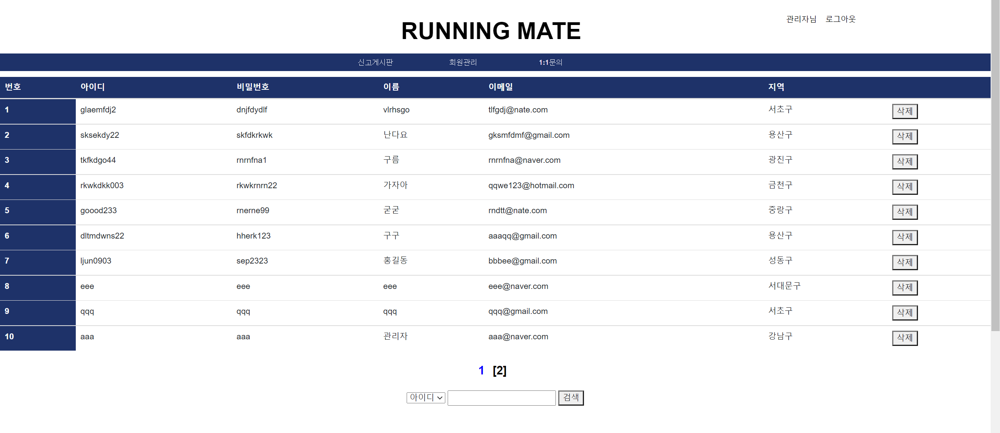 관리자님 로그아웃
RUNNING MATE
신고게시판 회원관리 1:1문의
번호 아이디 비밀번호 이름 이메일 지역
1 glaemfdj2 dnjfdydlf vlrhsgo tlfgdj@nate.com 서초구 삭제
2 sksekdy22 skfdkrkwk 난다요 gksmfdmf@gmail.com 용산구 삭제
3 tkfkdgo44 rnrnfna1 구름 rnrnfna@naver.com 광진구 삭제
4 rkwkdkk003 rkwkrnrn22 가자아 qqwe123@hotmail.com 금천구 삭제
5 goood233 rnerne99 굳굳 rndtt@nate.com 중랑구 삭제
6 dltmdwns22 hherk123 구구 aaaqq@gmail.com 용산구 삭제
7 ljun0903 sep2323 홍길동 bbbee@gmail.com 성동구 삭제
8 eee eee eee eee@naver.com 서대문구 삭제
9 qqq qqq qqq qqq@gmail.com 서초구 삭제
10 aaa aaa 관리자 aaa@naver.com 강남구 삭제
1 [2]
아이디 검색